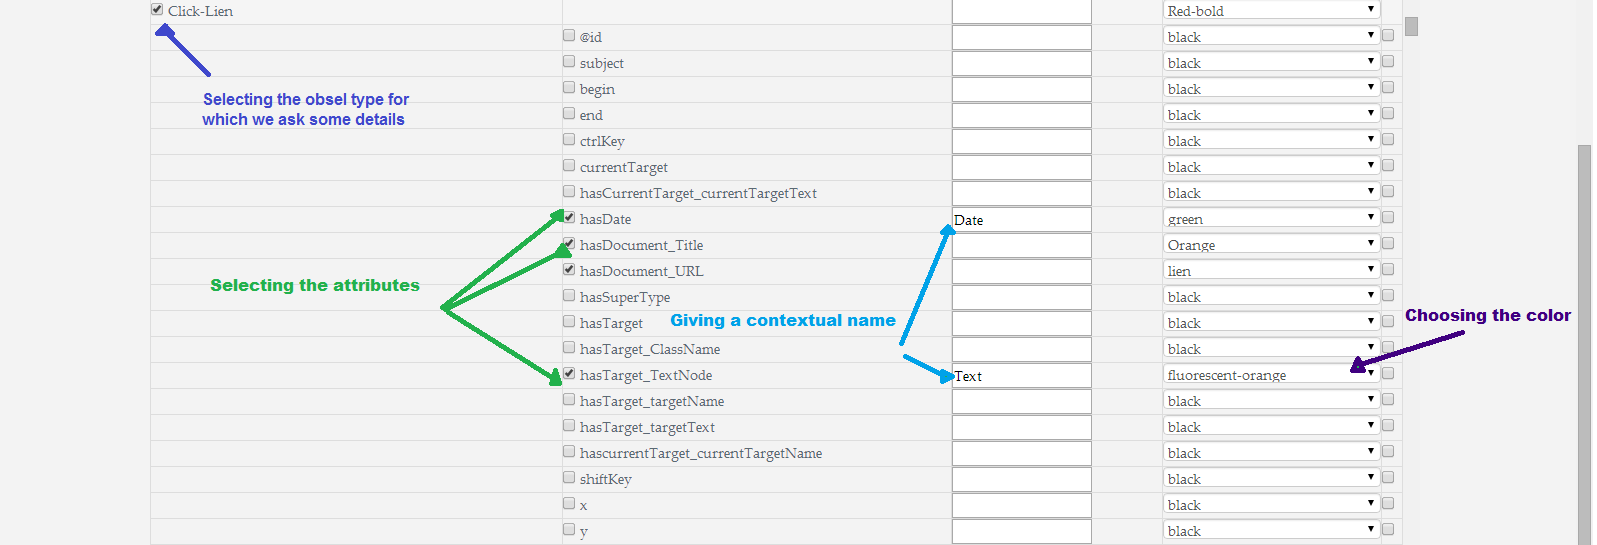 Click-Lien Red-bold
@id black
subject black
begin black
Selecting the obsel type for
which we ask some details
end black
ctrlKey black
currentTarget black
hasCurrentTarget_currentTargetText black
hasDate Date green
hasDocument_Title Orange
hasDocument_URL lien
Selecting the attributes
hasSuperType black
hasTarget black
Giving a contextual name
Choosing the color
hasTarget_ClassName black
hasTarget_TextNode Text fluorescent-orange
hasTarget_targetName black
hasTarget_targetText black
hascurrentTarget_currentTargetName black
shiftKey black
x black
y black